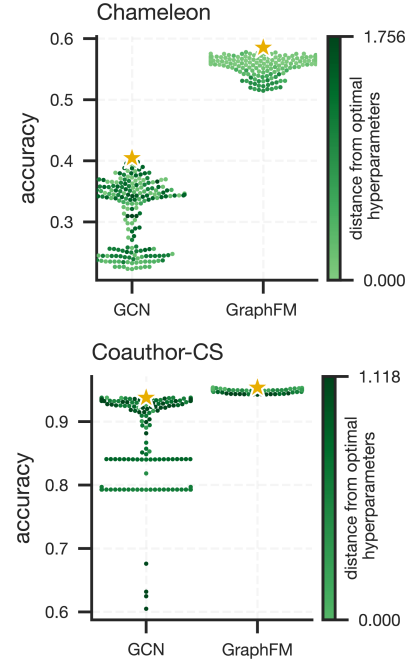 Chameleon
0.6
0.5
0.4
0.3
accuracy
GCN
GraphFM
1.756
0.000
distance from optimal
hyperparameters
Coauthor-CS
0.9
0.8
0.7
0.6
accuracy
GCN
GraphFM
1.118
0.000
distance from optimal
hyperparameters